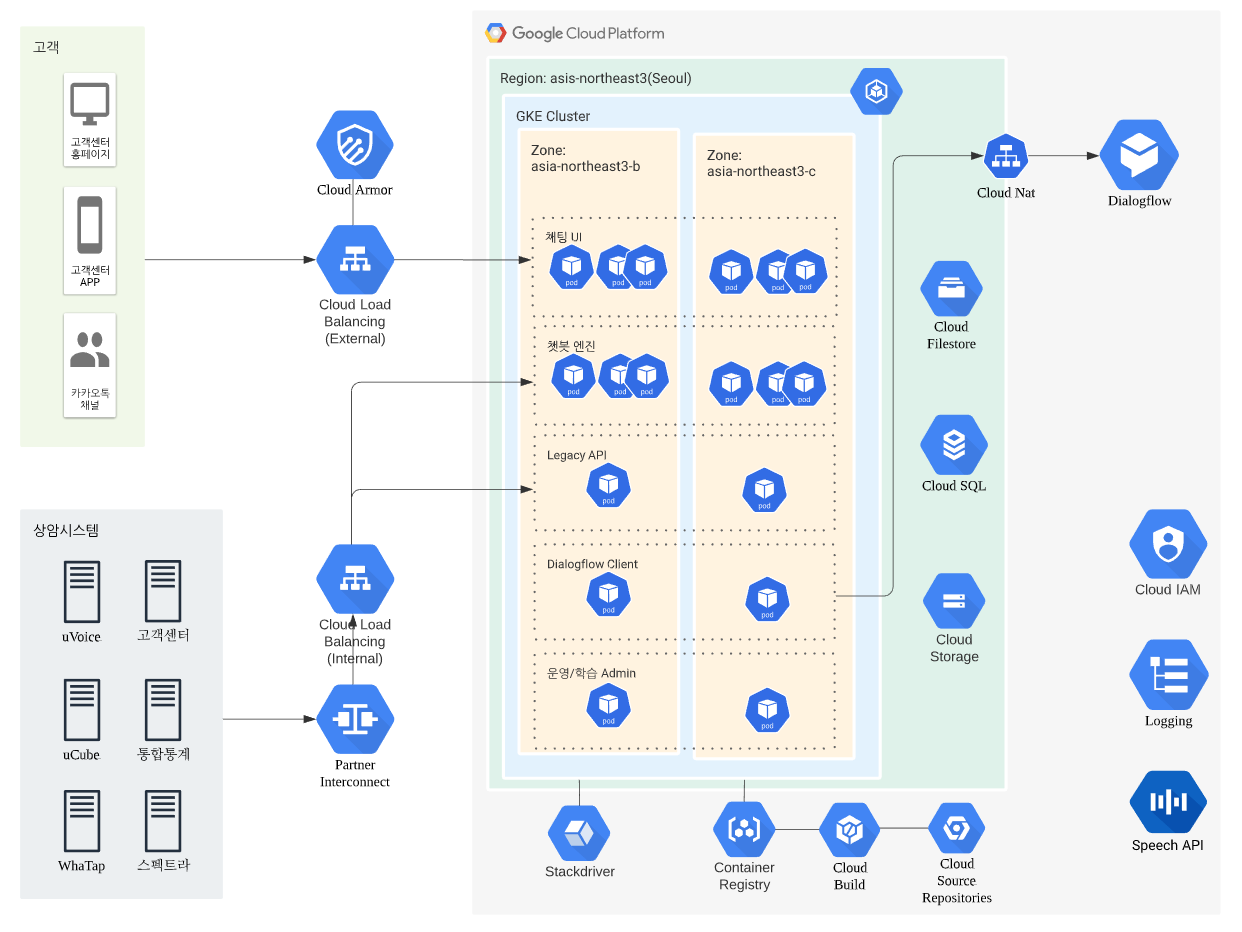 고객
고객센터
홈페이지
고객센터
APP
카카오톡
채널
상암시스템
uVoice
고객센터
uCube
통합통계
WhaTap
스펙트라
Cloud Armor
Cloud Load
Balancing
(External)
Cloud Load
Balancing
(Internal)
Partner
Interconnect
Google Cloud Platform
Region: asis-northeast3(Seoul)
GKE Cluster
Zone:
asia-northeast3-b
Zone:
asia-northeast3-c
채팅 UI
pod
pod
pod
pod
pod
pod
챗봇 엔진
pod
pod
pod
pod
pod
pod
Legacy API
pod
pod
Dialogflow Client
pod
pod
운영/학습 Admin
pod
pod
Cloud Nat
Dialogflow
Cloud
Filestore
Cloud SQL
Cloud
Storage
Cloud IAM
Logging
Speech API
Stackdriver
Container
Registry
Cloud
Build
Cloud
Source
Repositories